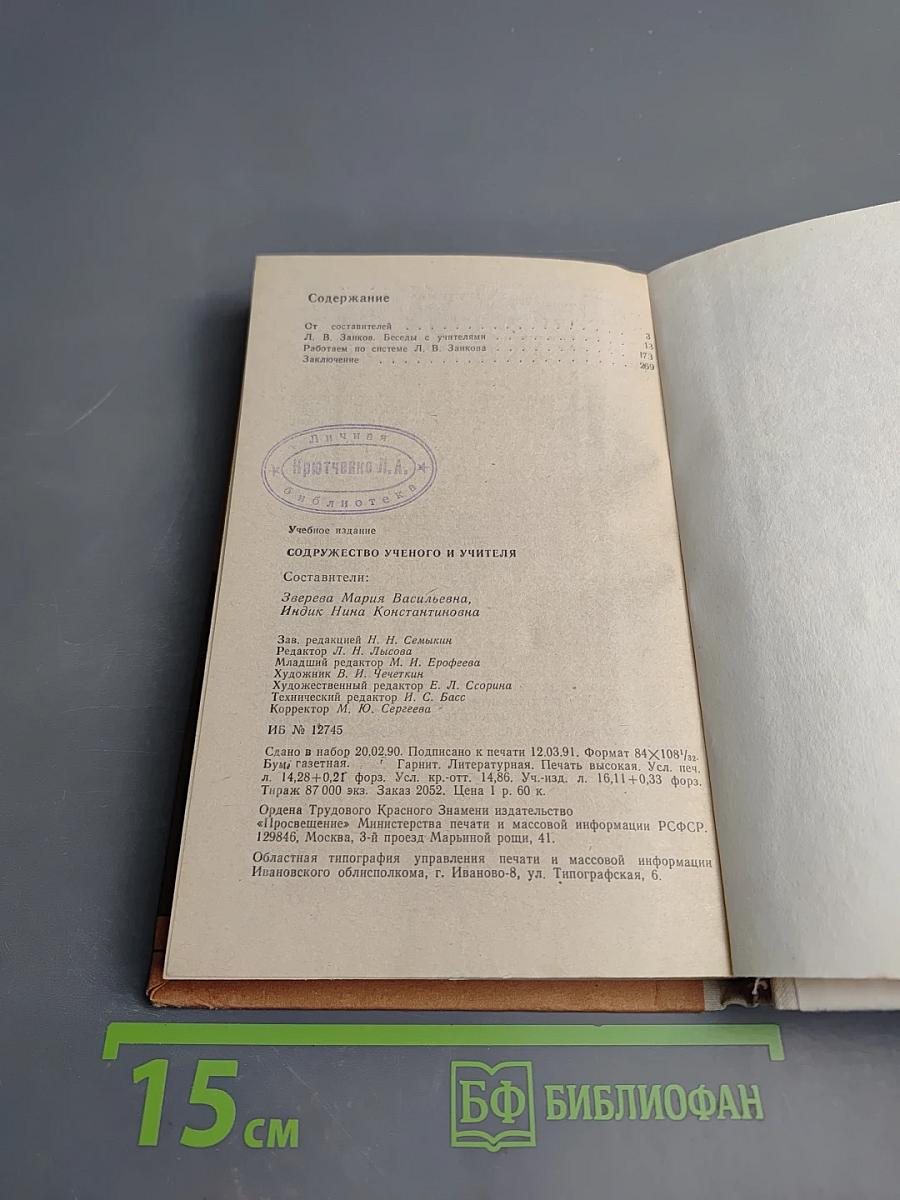 Содержание
От составителей . . . . . . . . . . . . . . . 3
Л. В. Занков. Беседы с учителями . . . . . . . . . . 13
Работаем по системе Л. В. Занкова . . . . . . . . . . 173
Заключение . . . . . . . . . . . . . . . . . 269
Личная
Крютченко Л. А.
библиотека
Учебное издание
СОДРУЖЕСТВО УЧЕНОГО И УЧИТЕЛЯ
Составители:
Зверева Мария Васильевна,
Индик Нина Константиновна
Зав. редакцией Н. Н. Семыкин
Редактор Л. Н. Лысова
Младший редактор М. И. Ерофеева
Художник В. И. Чечеткин
Художественный редактор Е. Л. Ссорина
Технический редактор И. С. Басс
Корректор М. Ю. Сергеева
ИБ № 12745
Сдано в набор 20.02.90. Подписано к печати 12.03.91. Формат 84×108¹/₃₂.
Бум. газетная. Гарнит. Литературная. Печать высокая. Усл. печ.
л. 14,28+0,21 форз. Усл. кр.-отт. 14,86. Уч.-изд. л. 16,11+0,33 форз.
Тираж 87 000 экз. Заказ 2052. Цена 1 р. 60 к.
Ордена Трудового Красного Знамени издательство
«Просвещение» Министерства печати и массовой информации РСФСР.
129846, Москва, 3-й проезд Марьиной рощи, 41.
Областная типография управления печати и массовой информации
Ивановского облисполкома, г. Иваново-8, ул. Типографская, 6.
15 см
БФ БИБЛИОФАН